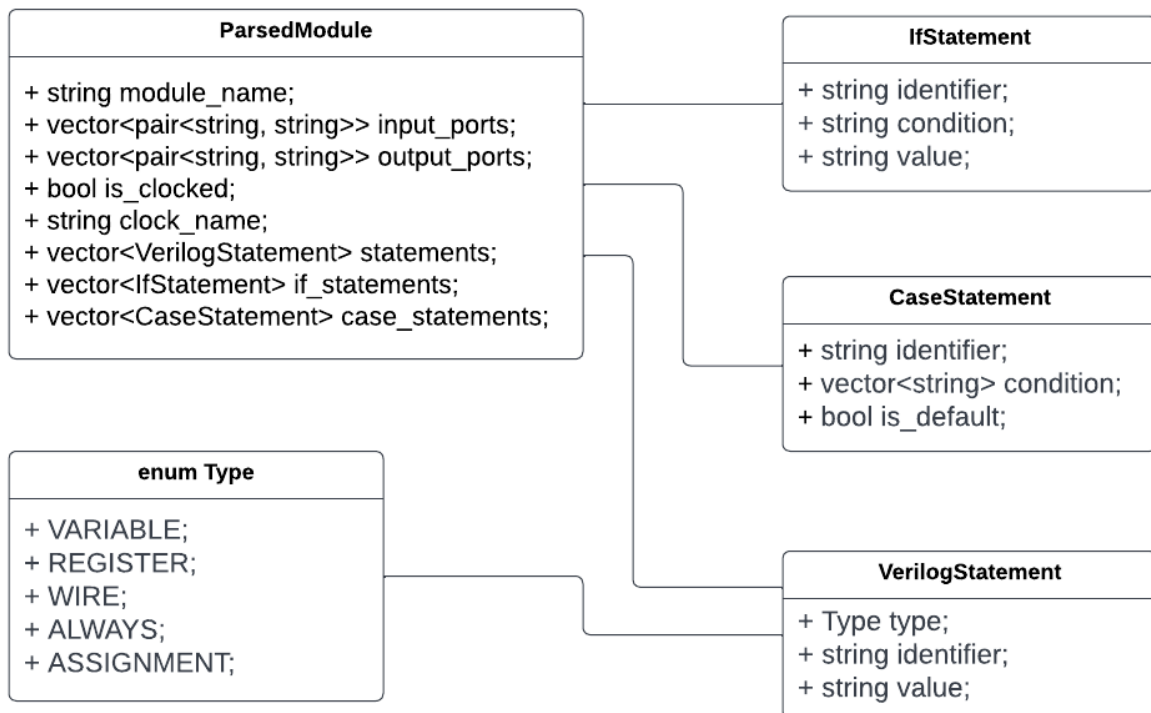 ParsedModule
+ string module_name;
+ vector<pair<string, string>> input_ports;
+ vector<pair<string, string>> output_ports;
+ bool is_clocked;
+ string clock_name;
+ vector<VerilogStatement> statements;
+ vector<IfStatement> if_statements;
+ vector<CaseStatement> case_statements;
IfStatement
+ string identifier;
+ string condition;
+ string value;
CaseStatement
+ string identifier;
+ vector<string> condition;
+ bool is_default;
enum Type
+ VARIABLE;
+ REGISTER;
+ WIRE;
+ ALWAYS;
+ ASSIGNMENT;
VerilogStatement
+ Type type;
+ string identifier;
+ string value;